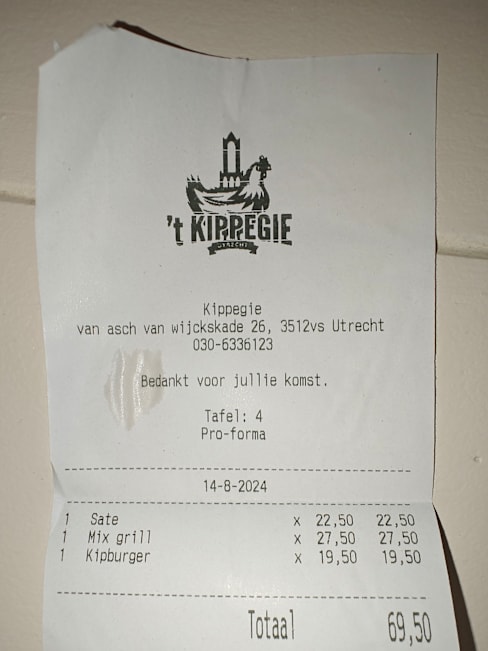 't KIPPEGIE
UTRECHT
Kippegie
van asch van wijckskade 26, 3512vs Utrecht
030-6336123
Bedankt voor jullie komst.
Tafel: 4
Pro-forma
14-8-2024
1 Sate x 22,50 22,50
1 Mix grill x 27,50 27,50
1 Kipburger x 19,50 19,50
Totaal 69,50